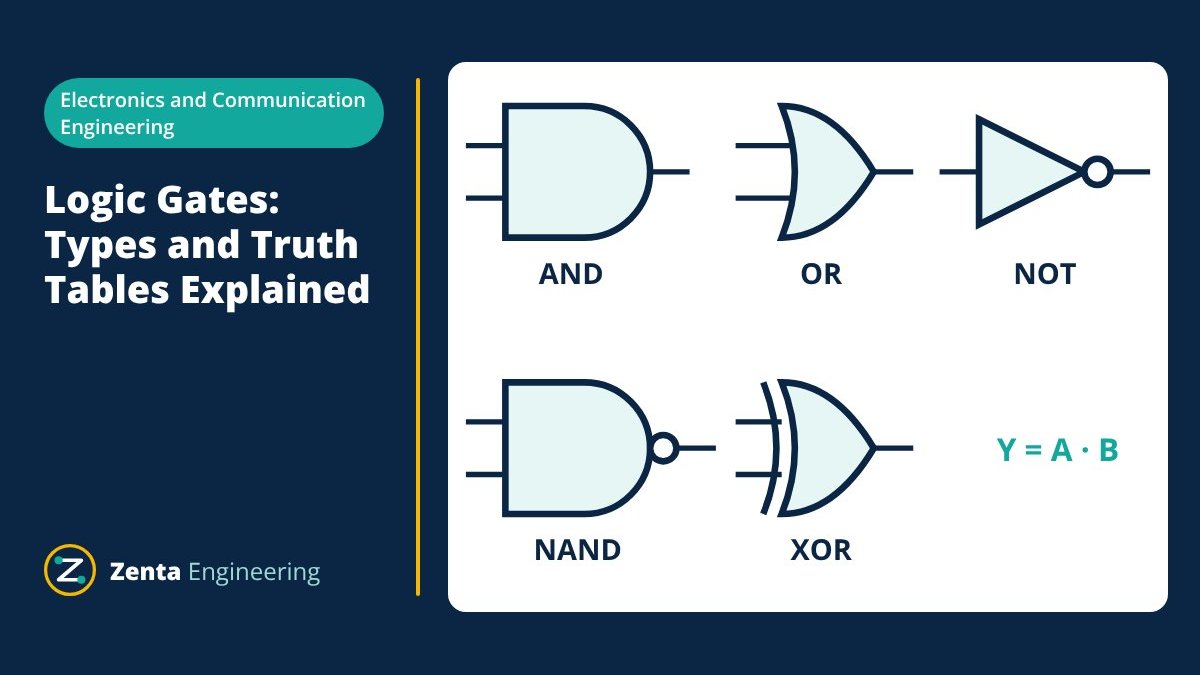 Electronics and Communication
Engineering
Logic Gates:
Types and Truth
Tables Explained
Zenta Engineering
AND
OR
NOT
NAND
XOR
Y = A · B